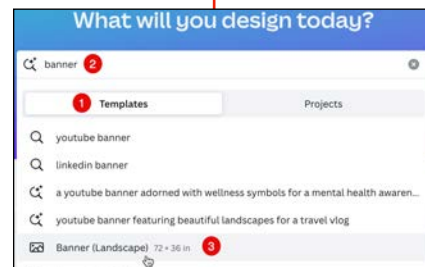 What will you design today?
banner 2
1 Templates Projects
youtube banner
linkedin banner
a youtube banner adorned with wellness symbols for a mental health awaren...
youtube banner featuring beautiful landscapes for a travel vlog
Banner (Landscape) 72 × 36 in 3